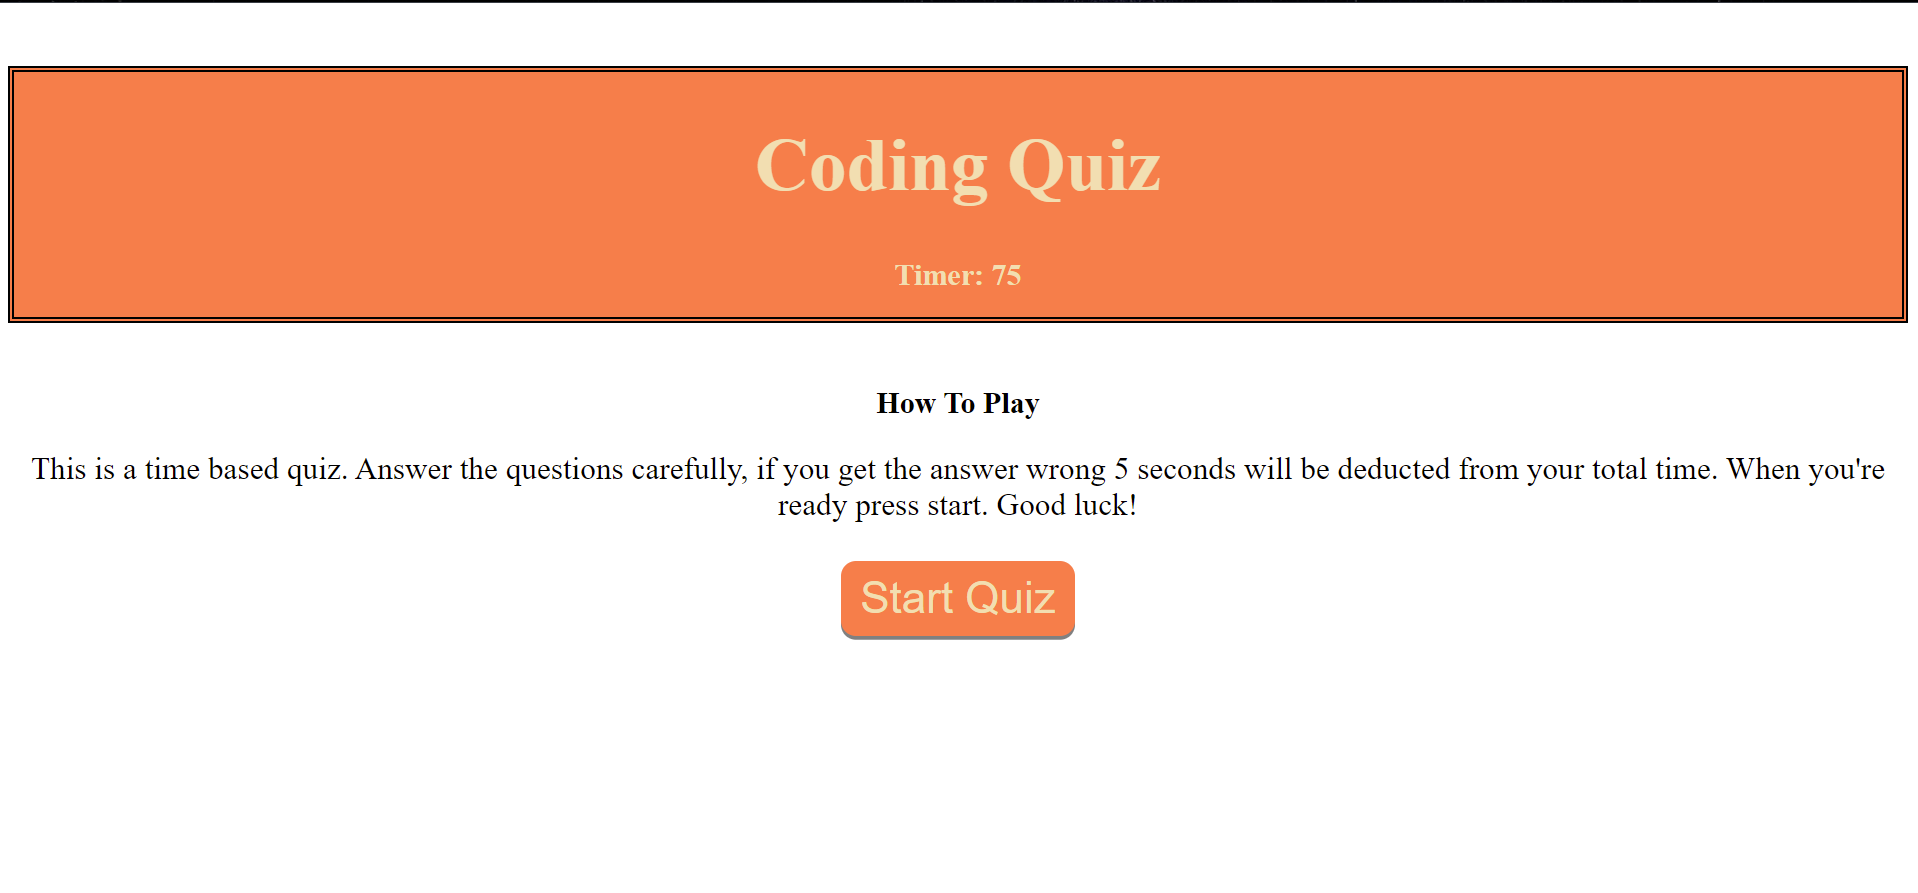 Coding Quiz
Timer: 75
How To Play
This is a time based quiz. Answer the questions carefully, if you get the answer wrong 5 seconds will be deducted from your total time. When you're
ready press start. Good luck!
Start Quiz